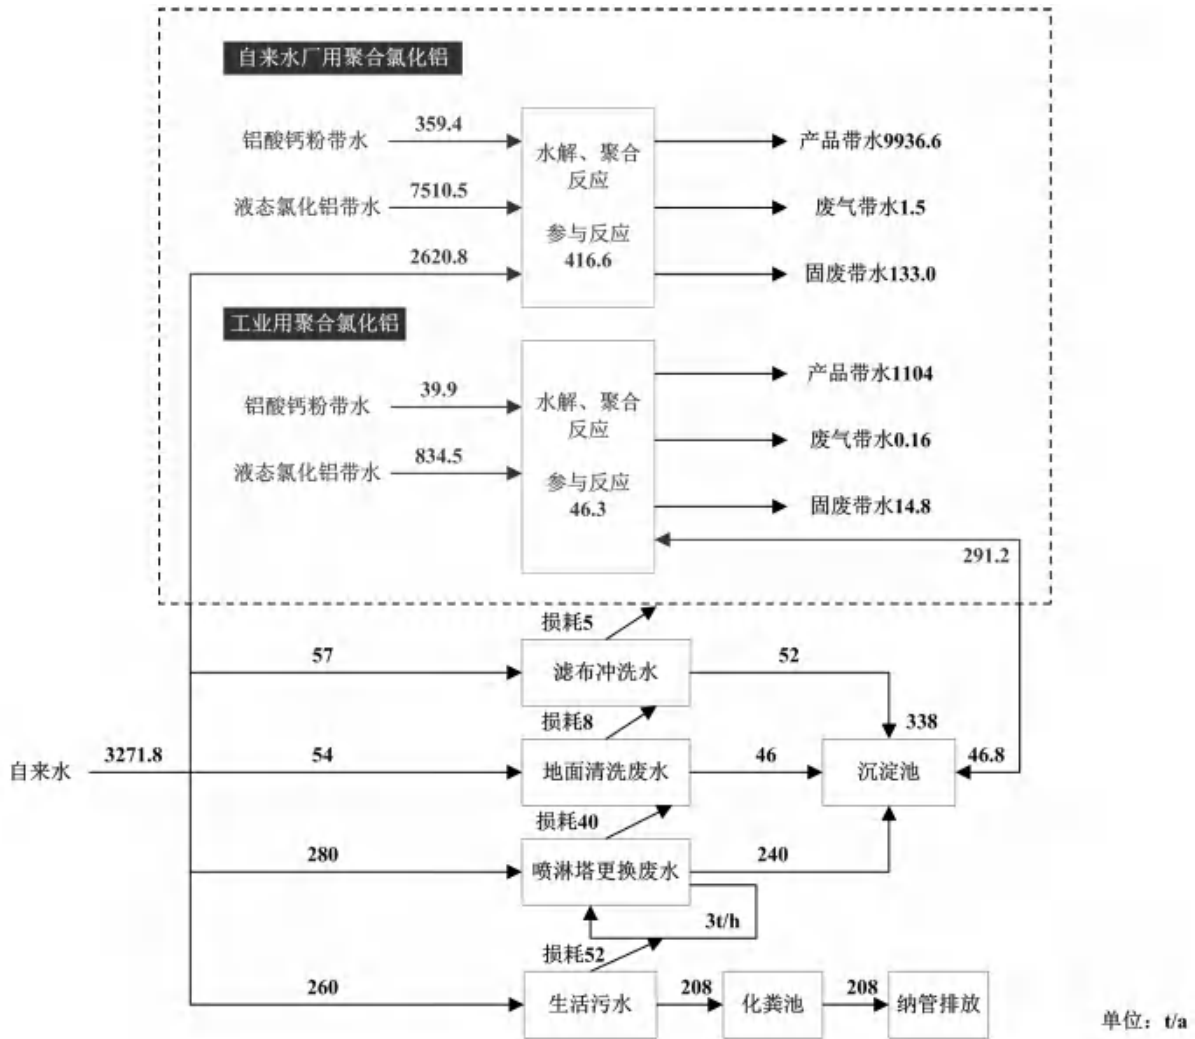 自来水厂用聚合氯化铝
铝酸钙粉带水
359.4
液态氯化铝带水
7510.5
2620.8
水解、聚合
反应
参与反应
416.6
产品带水9936.6
废气带水1.5
固废带水133.0
工业用聚合氯化铝
铝酸钙粉带水
39.9
液态氯化铝带水
834.5
水解、聚合
反应
参与反应
46.3
产品带水1104
废气带水0.16
固废带水14.8
291.2
损耗5
57
滤布冲洗水
52
损耗8
338
自来水
3271.8
54
地面清洗废水
46
沉淀池
46.8
损耗40
280
喷淋塔更换废水
240
3t/h
损耗52
260
生活污水
208
化粪池
208
纳管排放
单位：t/a